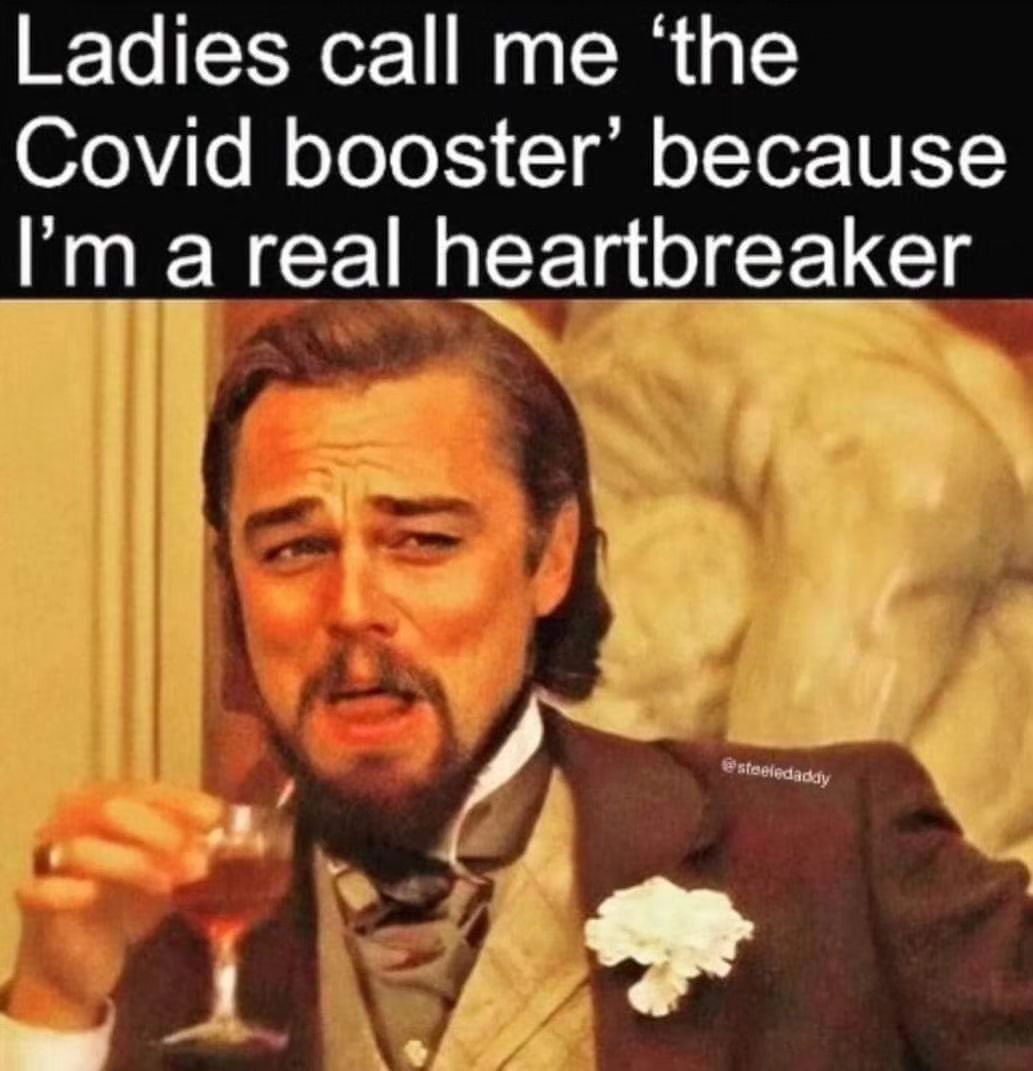 Ladies call me ‘the
Covid booster’ because
I’m a real heartbreaker
@steeledaddy